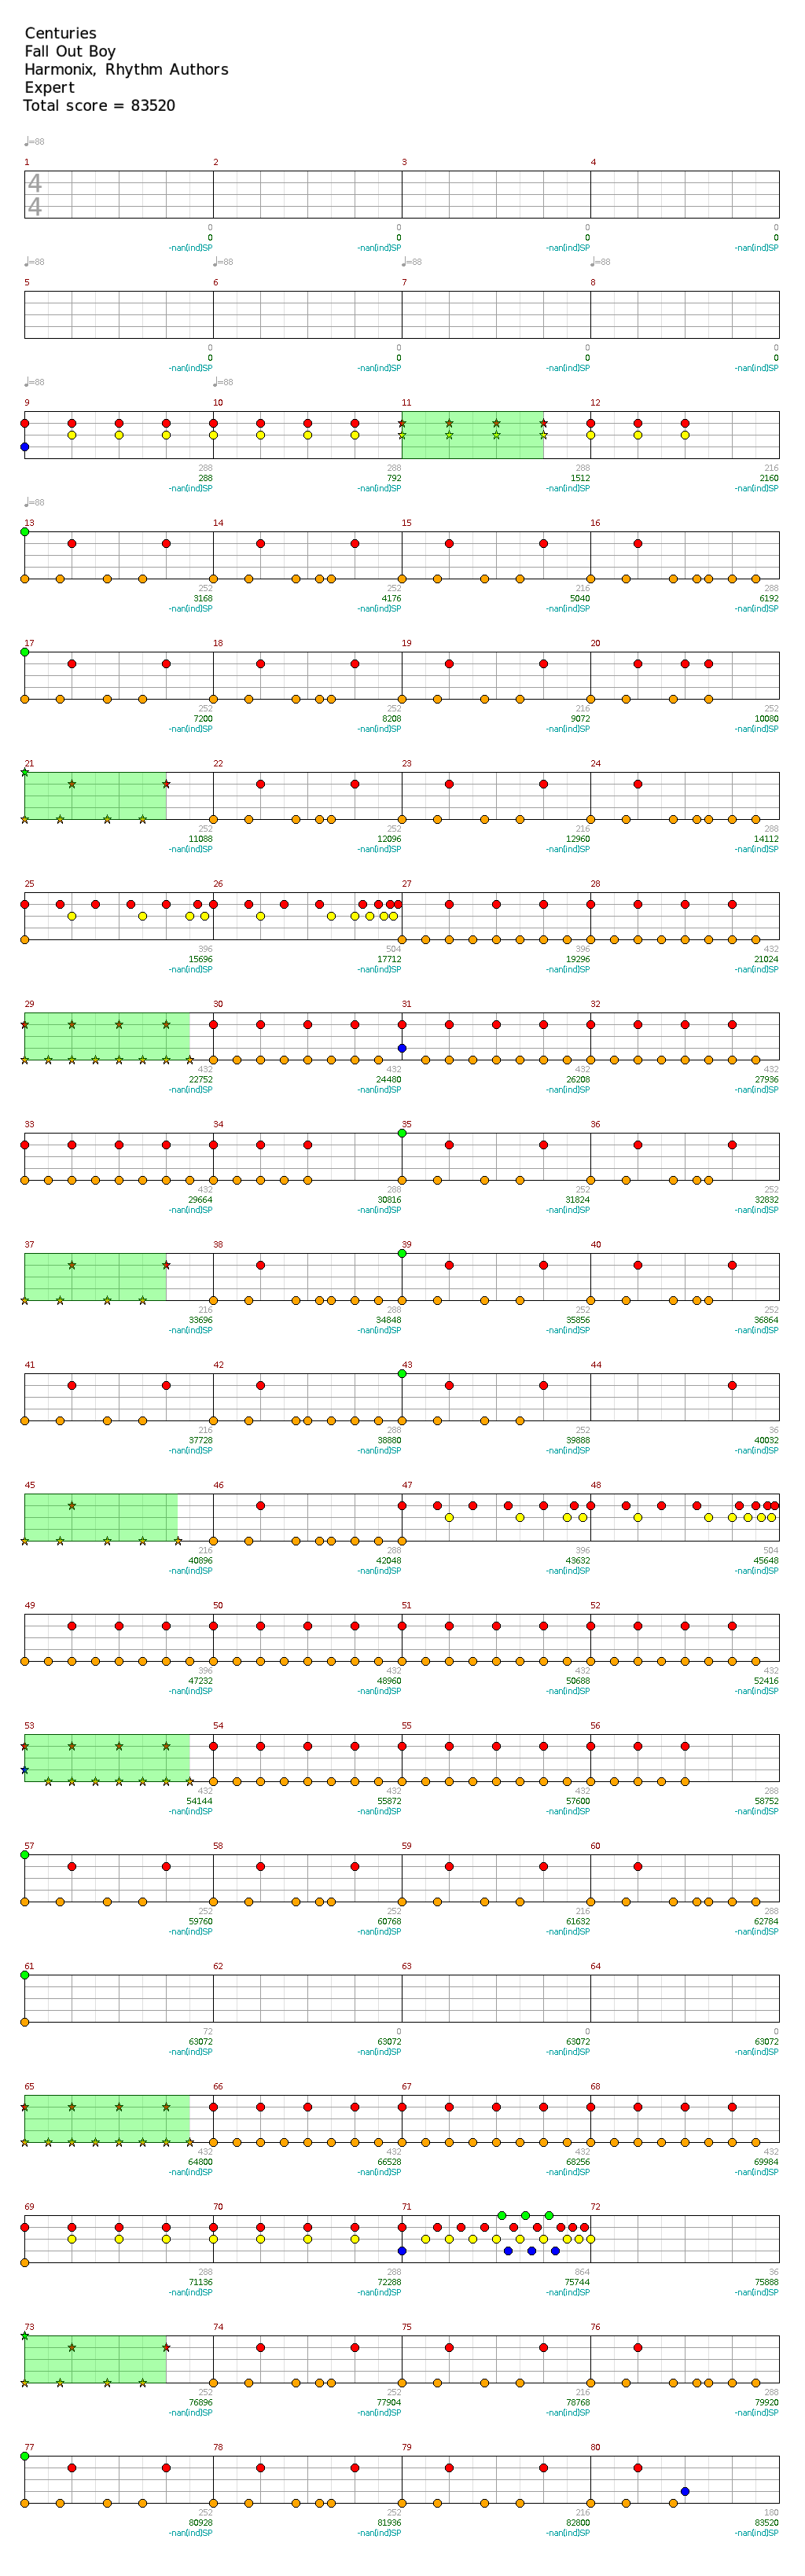 Centuries
Fall Out Boy
Harmonix, Rhythm Authors
Expert
Total score = 83520
♩=88
1 2 3 4
4
4
0 0 0 0
0 0 0 0
-nan(ind)SP -nan(ind)SP -nan(ind)SP -nan(ind)SP
♩=88 ♩=88 ♩=88 ♩=88
5 6 7 8
0 0 0 0
0 0 0 0
-nan(ind)SP -nan(ind)SP -nan(ind)SP -nan(ind)SP
♩=88 ♩=88
9 10 11 12
288 288 288 216
288 792 1512 2160
-nan(ind)SP -nan(ind)SP -nan(ind)SP -nan(ind)SP
♩=88
13 14 15 16
252 252 216 288
3168 4176 5040 6192
-nan(ind)SP -nan(ind)SP -nan(ind)SP -nan(ind)SP
17 18 19 20
252 252 216 252
7200 8208 9072 10080
-nan(ind)SP -nan(ind)SP -nan(ind)SP -nan(ind)SP
21 22 23 24
252 252 216 288
11088 12096 12960 14112
-nan(ind)SP -nan(ind)SP -nan(ind)SP -nan(ind)SP
25 26 27 28
396 504 396 432
15696 17712 19296 21024
-nan(ind)SP -nan(ind)SP -nan(ind)SP -nan(ind)SP
29 30 31 32
432 432 432 432
22752 24480 26208 27936
-nan(ind)SP -nan(ind)SP -nan(ind)SP -nan(ind)SP
33 34 35 36
432 288 252 252
29664 30816 31824 32832
-nan(ind)SP -nan(ind)SP -nan(ind)SP -nan(ind)SP
37 38 39 40
216 288 252 252
33696 34848 35856 36864
-nan(ind)SP -nan(ind)SP -nan(ind)SP -nan(ind)SP
41 42 43 44
216 288 252 36
37728 38880 39888 40032
-nan(ind)SP -nan(ind)SP -nan(ind)SP -nan(ind)SP
45 46 47 48
216 288 396 504
40896 42048 43632 45648
-nan(ind)SP -nan(ind)SP -nan(ind)SP -nan(ind)SP
49 50 51 52
396 432 432 432
47232 48960 50688 52416
-nan(ind)SP -nan(ind)SP -nan(ind)SP -nan(ind)SP
53 54 55 56
432 432 432 288
54144 55872 57600 58752
-nan(ind)SP -nan(ind)SP -nan(ind)SP -nan(ind)SP
57 58 59 60
252 252 216 288
59760 60768 61632 62784
-nan(ind)SP -nan(ind)SP -nan(ind)SP -nan(ind)SP
61 62 63 64
72 0 0 0
63072 63072 63072 63072
-nan(ind)SP -nan(ind)SP -nan(ind)SP -nan(ind)SP
65 66 67 68
432 432 432 432
64800 66528 68256 69984
-nan(ind)SP -nan(ind)SP -nan(ind)SP -nan(ind)SP
69 70 71 72
288 288 864 36
71136 72288 75744 75888
-nan(ind)SP -nan(ind)SP -nan(ind)SP -nan(ind)SP
73 74 75 76
252 252 216 288
76896 77904 78768 79920
-nan(ind)SP -nan(ind)SP -nan(ind)SP -nan(ind)SP
77 78 79 80
252 252 216 180
80928 81936 82800 83520
-nan(ind)SP -nan(ind)SP -nan(ind)SP -nan(ind)SP